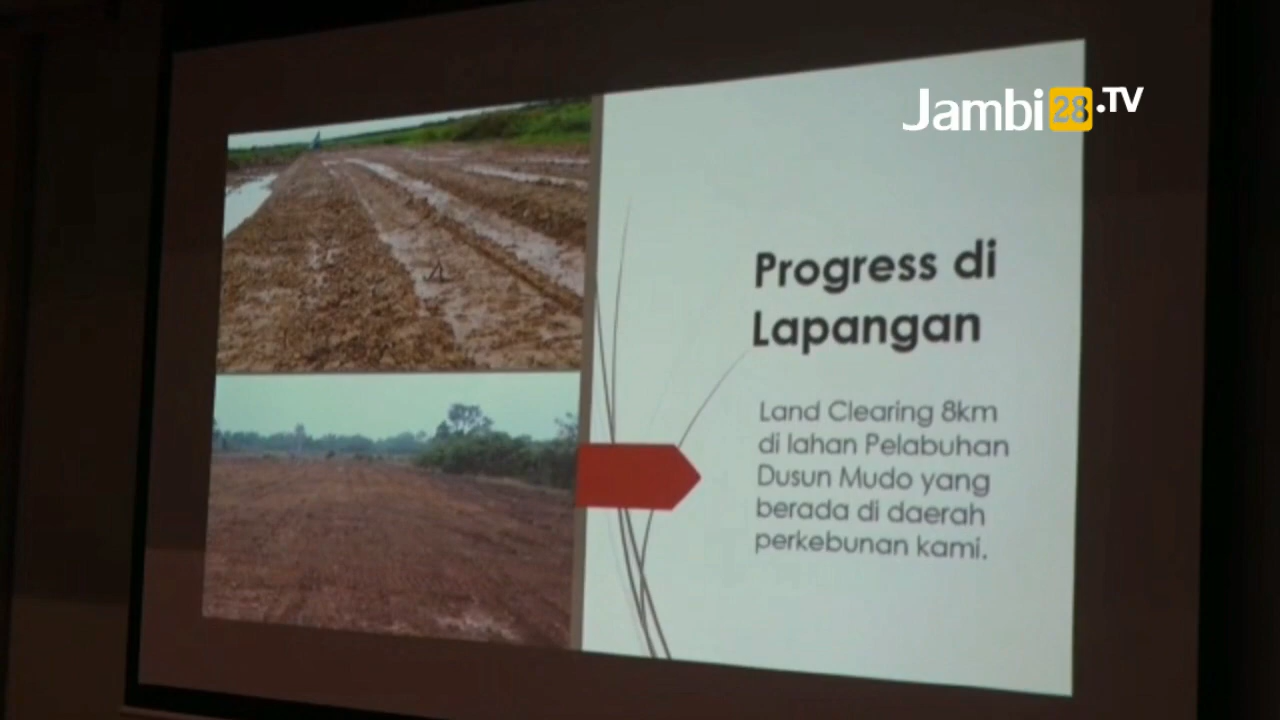 Jambi28.TV
Progress di
Lapangan
Land Clearing 8km
di lahan Pelabuhan
Dusun Mudo yang
berada di daerah
perkebunan kami.